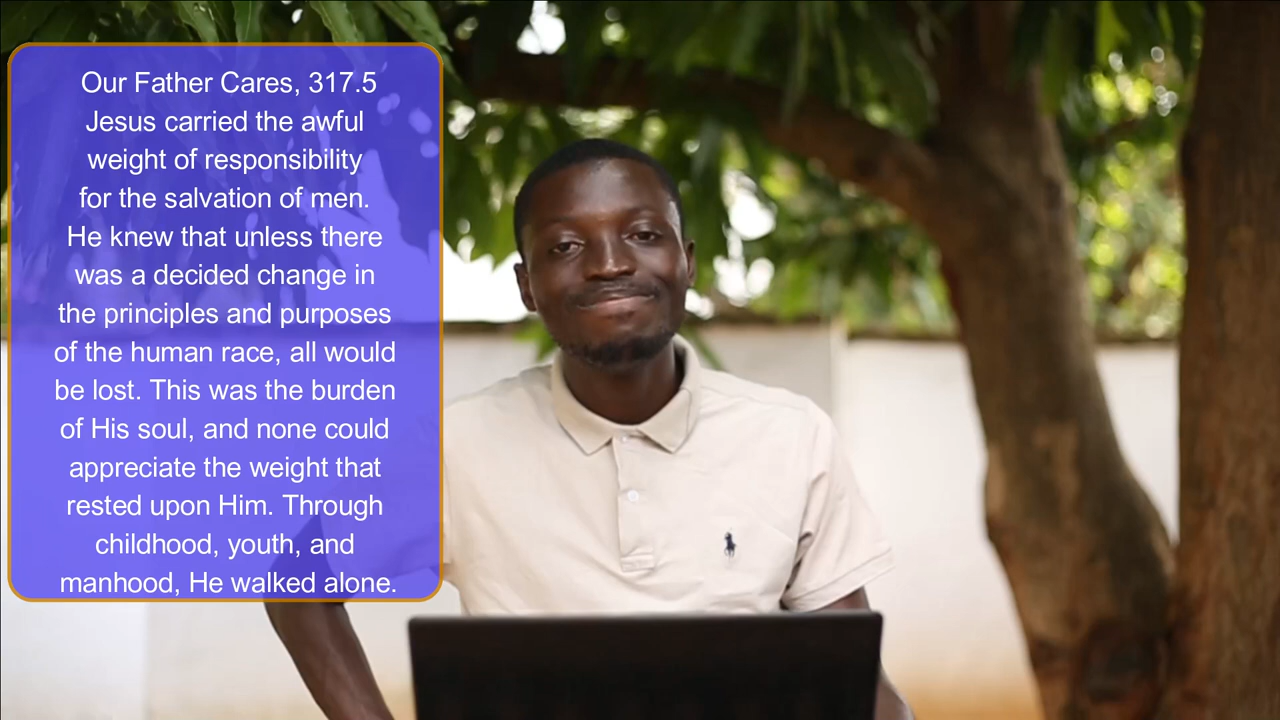 Our Father Cares, 317.5
Jesus carried the awful
weight of responsibility
for the salvation of men.
He knew that unless there
was a decided change in
the principles and purposes
of the human race, all would
be lost. This was the burden
of His soul, and none could
appreciate the weight that
rested upon Him. Through
childhood, youth, and
manhood, He walked alone.